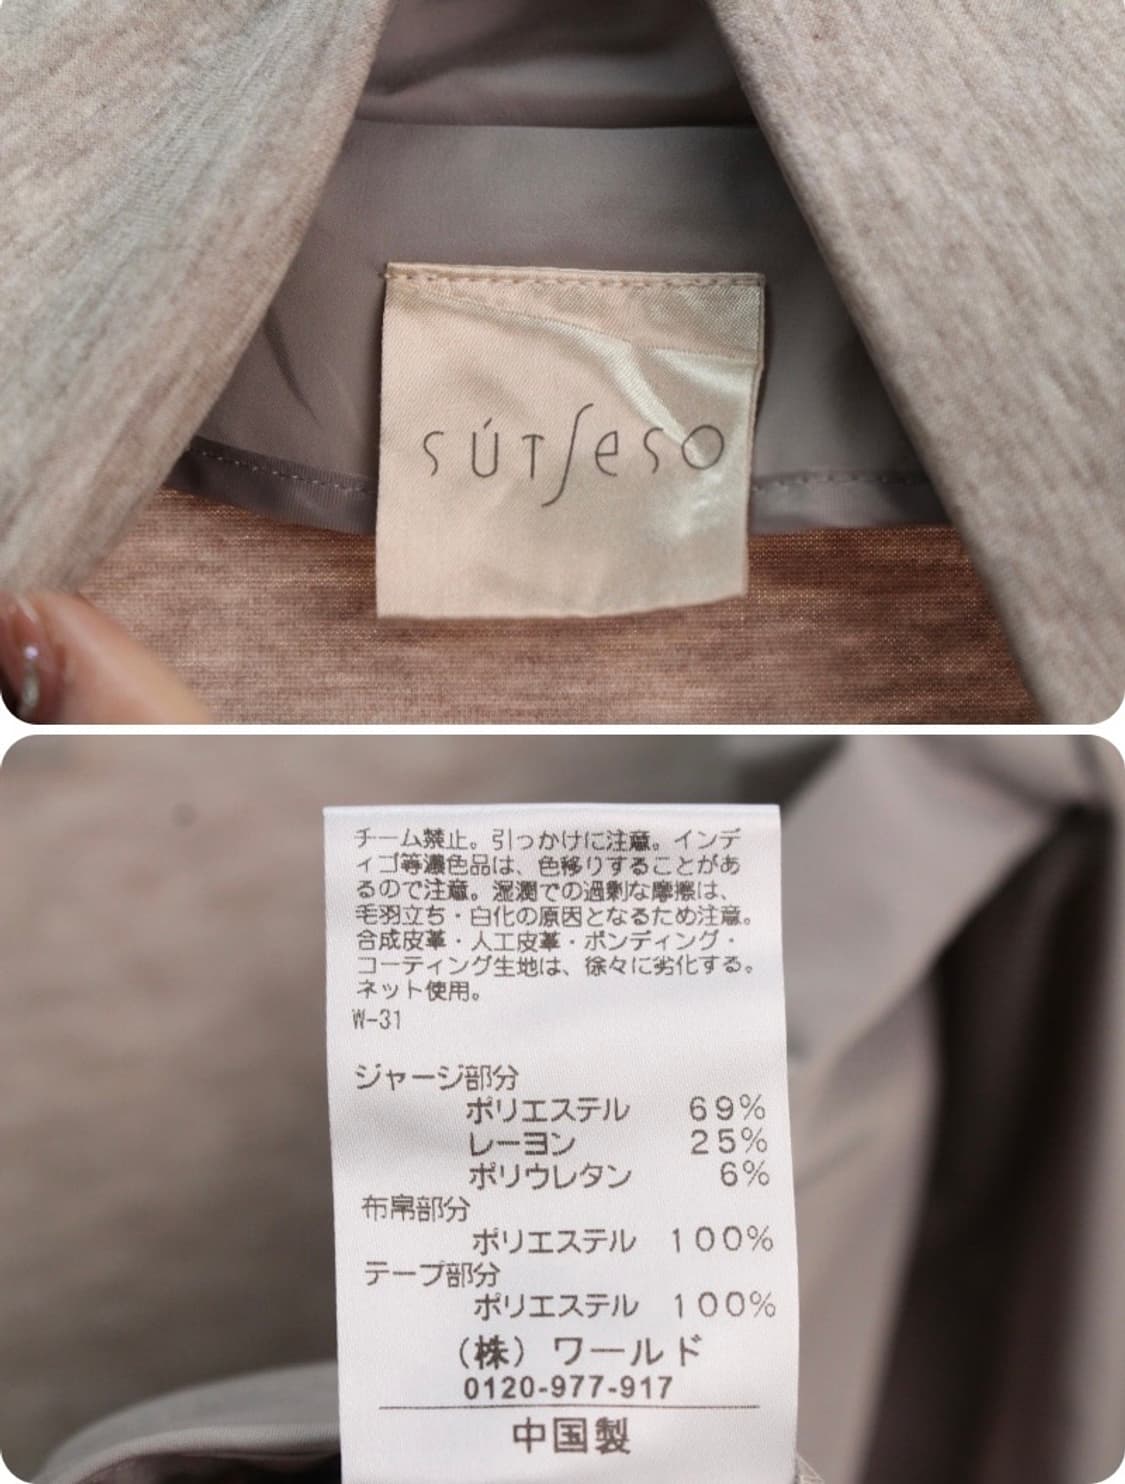 SÚTSeSO
チーム禁止。引っかけに注意。インデ
ィゴ等濃色品は、色移りすることがあ
るので注意。湿潤での過剰な摩擦は、
毛羽立ち・白化の原因となるため注意。
合成皮革・人工皮革・ボンディング・
コーティング生地は、徐々に劣化する。
ネット使用。
W-31
ジャージ部分
ポリエステル 69%
レーヨン 25%
ポリウレタン 6%
布帛部分
ポリエステル 100%
テープ部分
ポリエステル 100%
(株)ワールド
0120-977-917
中国製